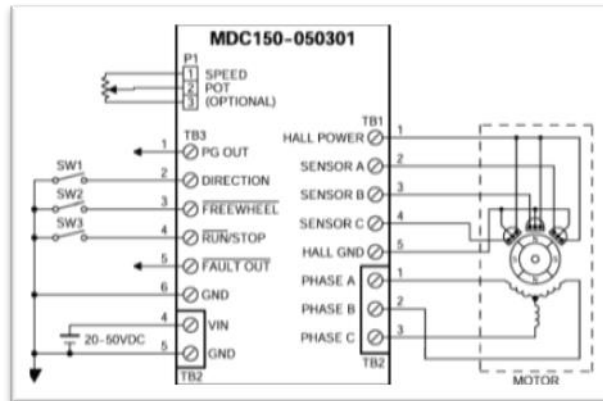 MDC150-050301
P1
1 SPEED
2 POT
3 (OPTIONAL)
TB3
1 PG OUT
SW1
2 DIRECTION
SW2
3 FREEWHEEL
SW3
4 RUN/STOP
5 FAULT OUT
6 GND
4 VIN
20-50VDC
5 GND
TB2
TB1
HALL POWER 1
SENSOR A 2
SENSOR B 3
SENSOR C 4
HALL GND 5
PHASE A 1
PHASE B 2
PHASE C 3
TB2
MOTOR